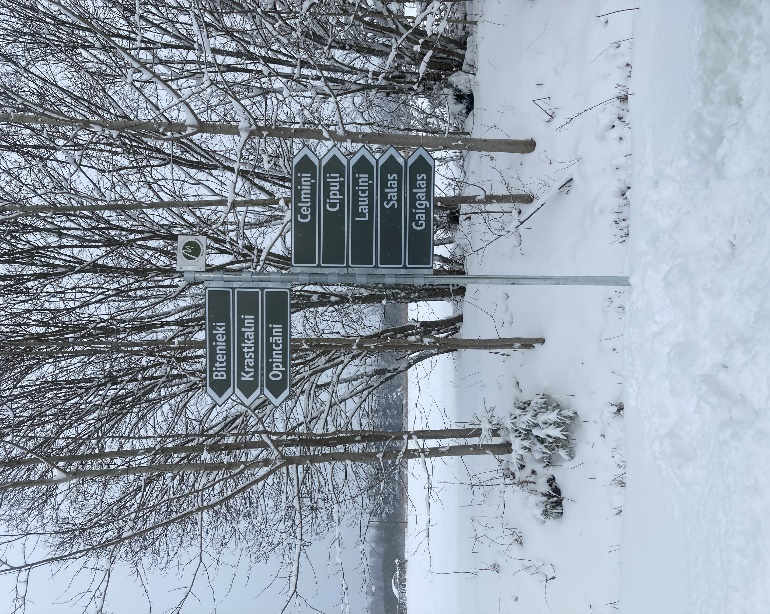 Bitenieki
Krastkalni
Opincāni
Celmiņi
Cipuļi
Lauciņi
Salas
Gaigalas